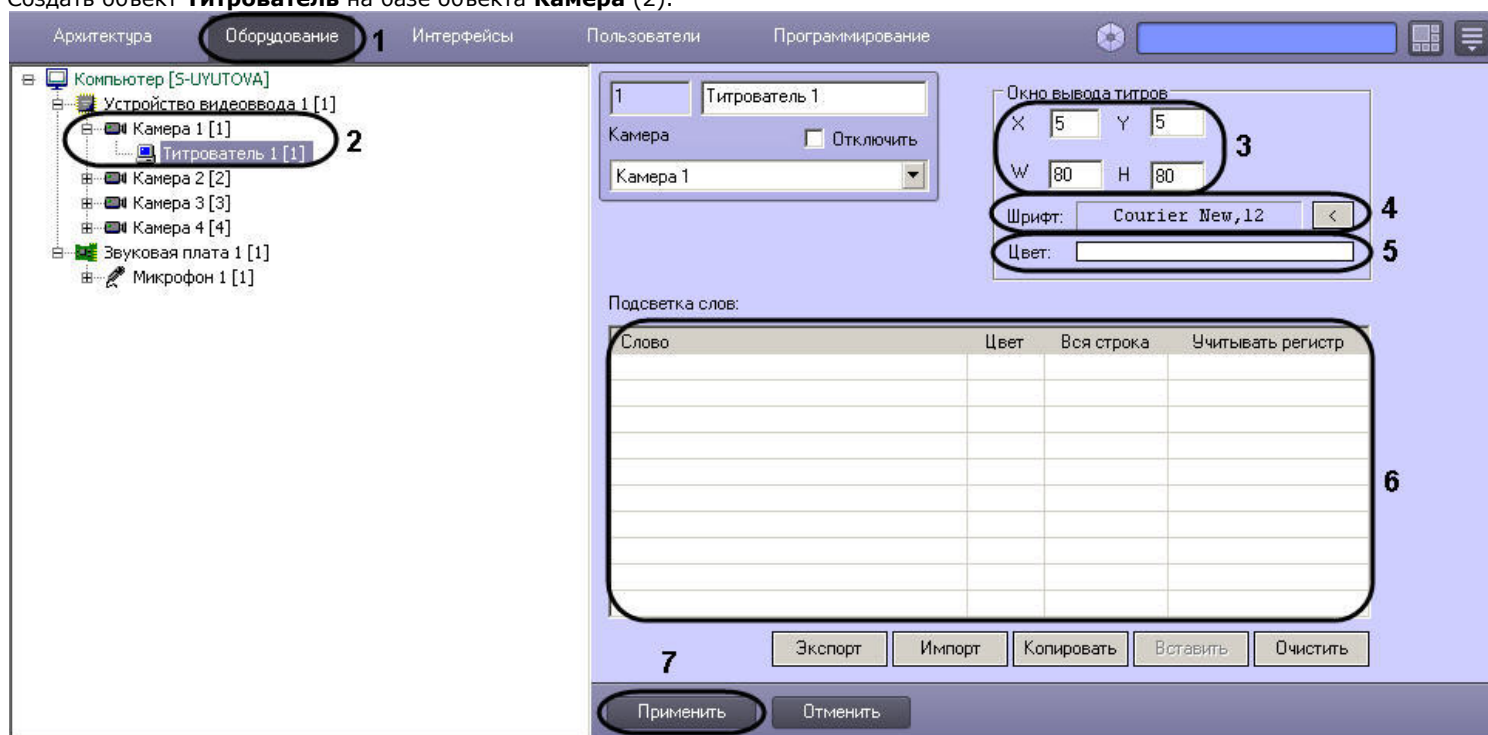 Создать объект Титрователь на базе объекта Камера (2).
Архитектура Оборудование 1 Интерфейсы Пользователи Программирование
Компьютер [S-UYUTOVA]
Устройство видеоввода 1 [1]
Камера 1 [1]
Титрователь 1 [1]
2
Камера 2 [2]
Камера 3 [3]
Камера 4 [4]
Звуковая плата 1 [1]
Микрофон 1 [1]
1 Титрователь 1
Камера Отключить
Камера 1
Окно вывода титров
X 5 Y 5
3
W 80 H 80
Шрифт: Courier New,12 < 4
Цвет: 5
Подсветка слов:
Слово Цвет Вся строка Учитывать регистр
6
Экспорт Импорт Копировать Вставить Очистить
7
Применить Отменить